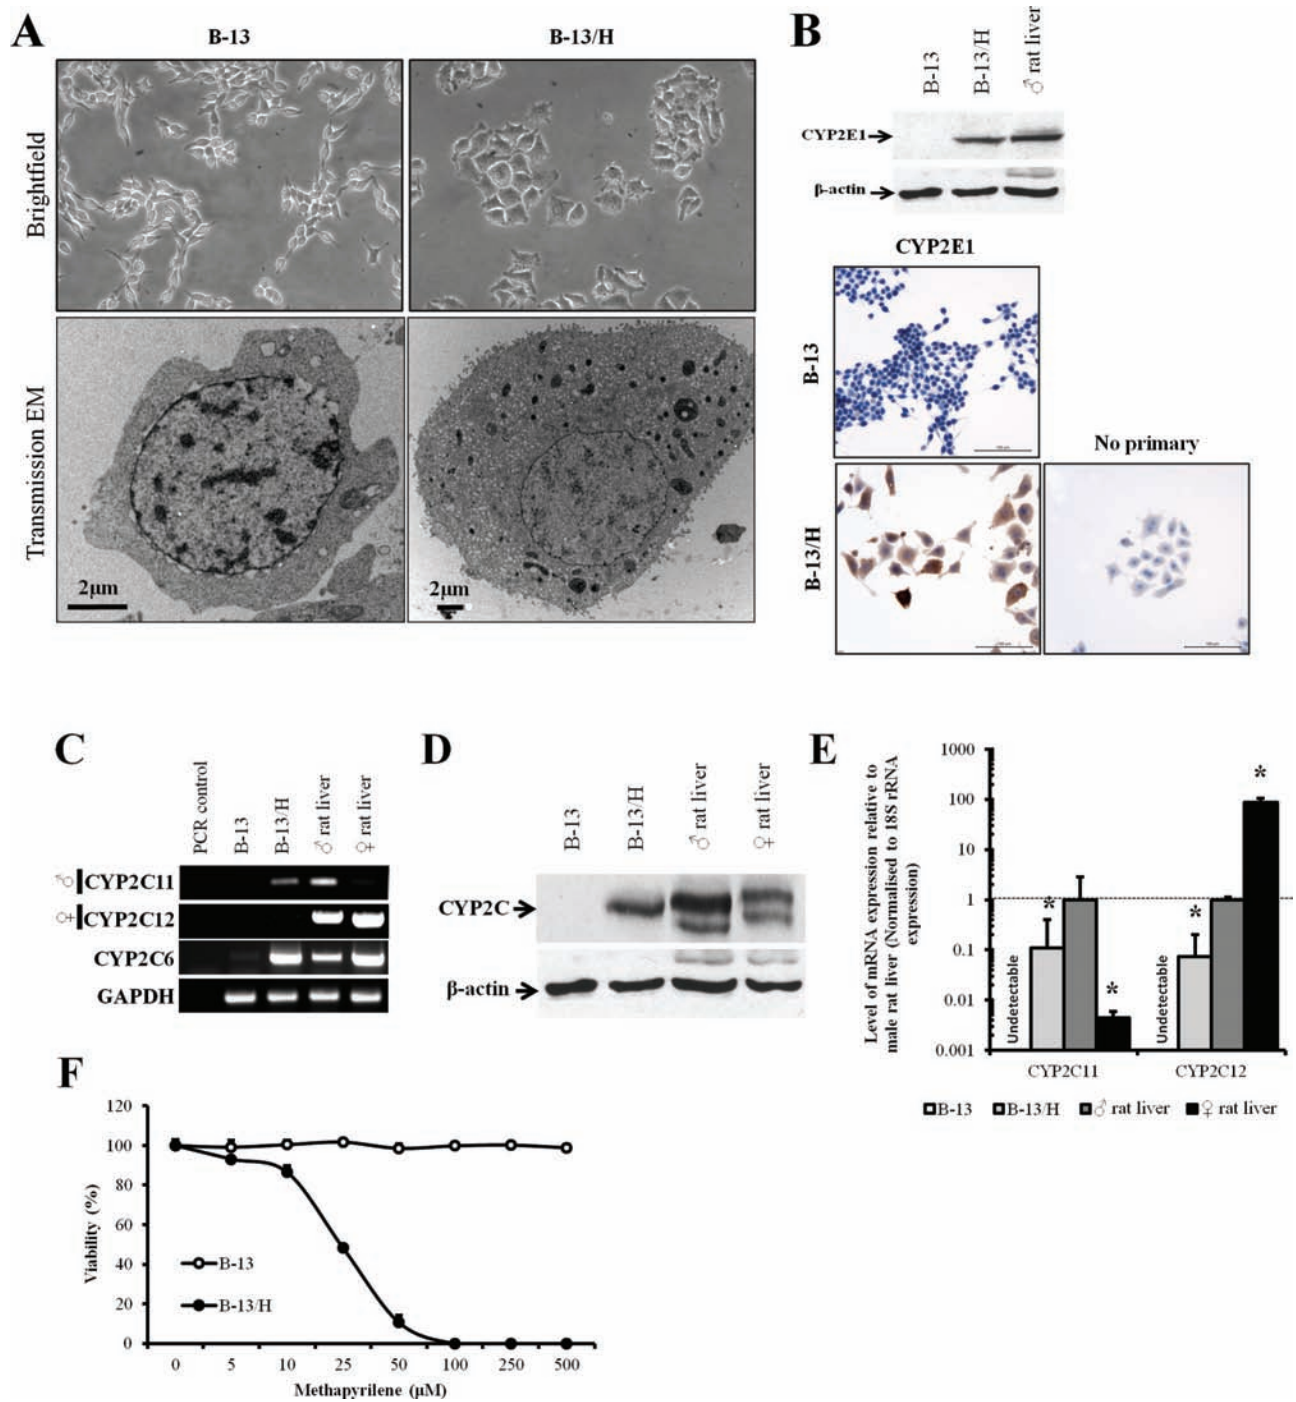 A
B-13
B-13/H
Brightfield
Transmission EM
2µm
2µm
B
B-13
B-13/H
♂ rat liver
CYP2E1
β-actin
CYP2E1
B-13
No primary
B-13/H
C
PCR control
B-13
B-13/H
♂ rat liver
♀ rat liver
♂ CYP2C11
♀ CYP2C12
CYP2C6
GAPDH
D
B-13
B-13/H
♂ rat liver
♀ rat liver
CYP2C
β-actin
E
Level of mRNA expression relative to
male rat liver (Normalised to 18S rRNA
expression)
1000
100
10
1
0.1
0.01
0.001
*
*
*
*
Undetectable
Undetectable
CYP2C11
CYP2C12
B-13
B-13/H
♂ rat liver
♀ rat liver
F
Viability (%)
120
100
80
60
40
20
0
B-13
B-13/H
0 5 10 25 50 100 250 500
Methapyrilene (µM)